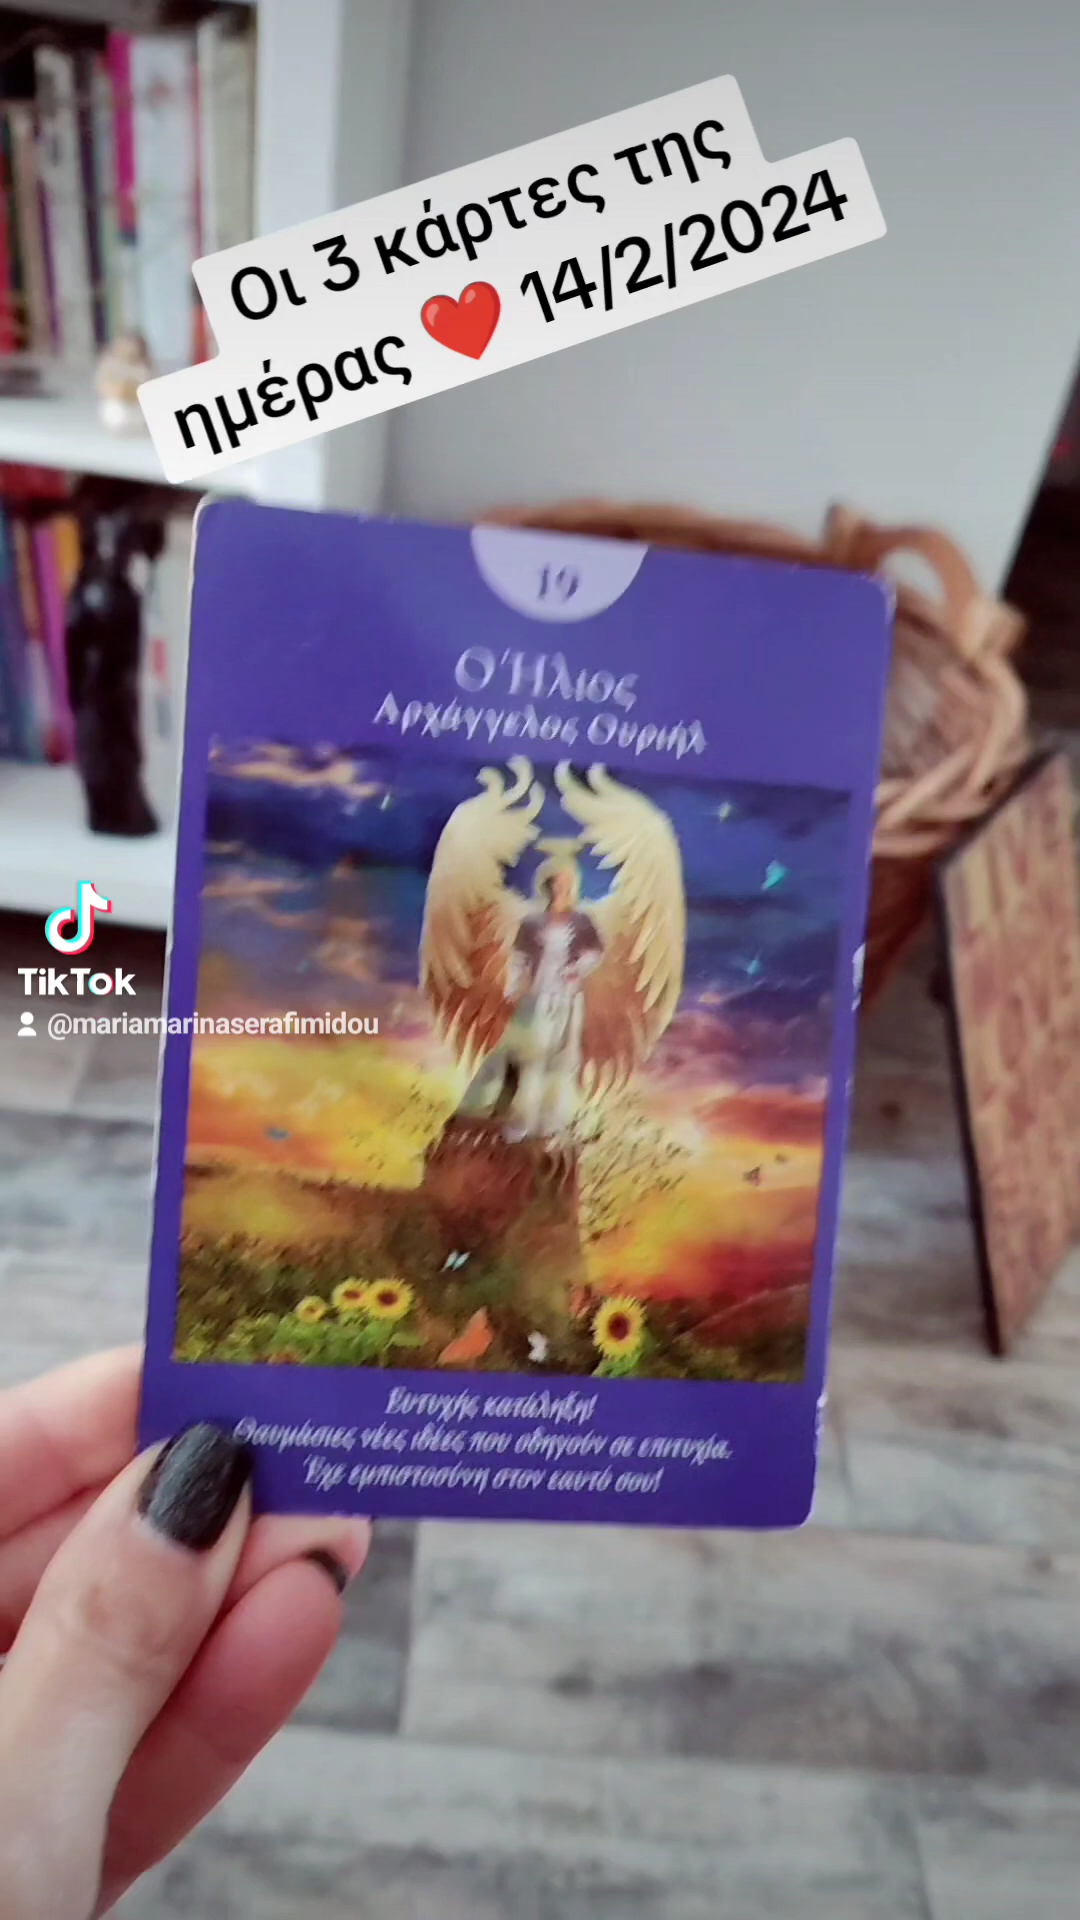 Οι 3 κάρτες της
ημέρας ❤️ 14/2/2024
19
Ο Ήλιος
Αρχάγγελος Ουριήλ
TikTok
@mariamarinaserafimidou
Ευτυχής κατάληξη!
Θαυμάσιες νέες ιδέες που οδηγούν σε επιτυχία.
Έχε εμπιστοσύνη στον εαυτό σου!